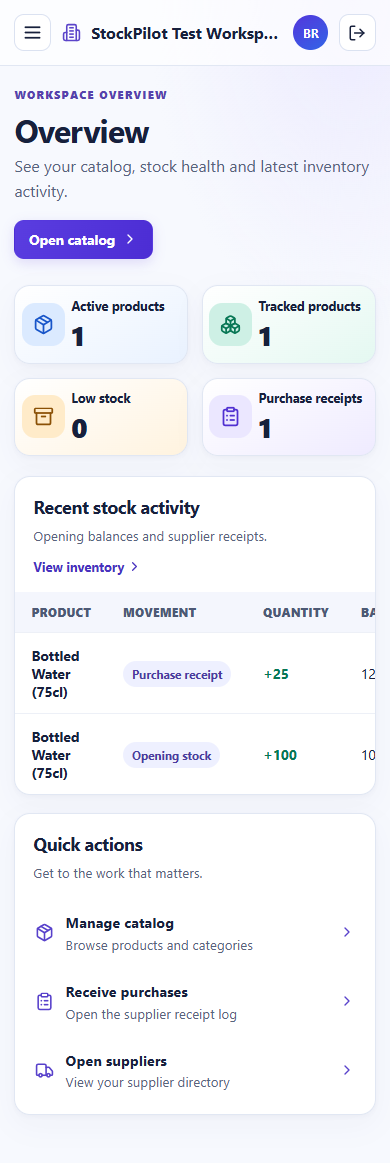 StockPilot Test Worksp...
BR
WORKSPACE OVERVIEW
Overview
See your catalog, stock health and latest inventory
activity.
Open catalog
Active products
1
Tracked products
1
Low stock
0
Purchase receipts
1
Recent stock activity
Opening balances and supplier receipts.
View inventory
PRODUCT MOVEMENT QUANTITY BA
Bottled
Water
(75cl)
Purchase receipt
+25
12
Bottled
Water
(75cl)
Opening stock
+100
10
Quick actions
Get to the work that matters.
Manage catalog
Browse products and categories
Receive purchases
Open the supplier receipt log
Open suppliers
View your supplier directory